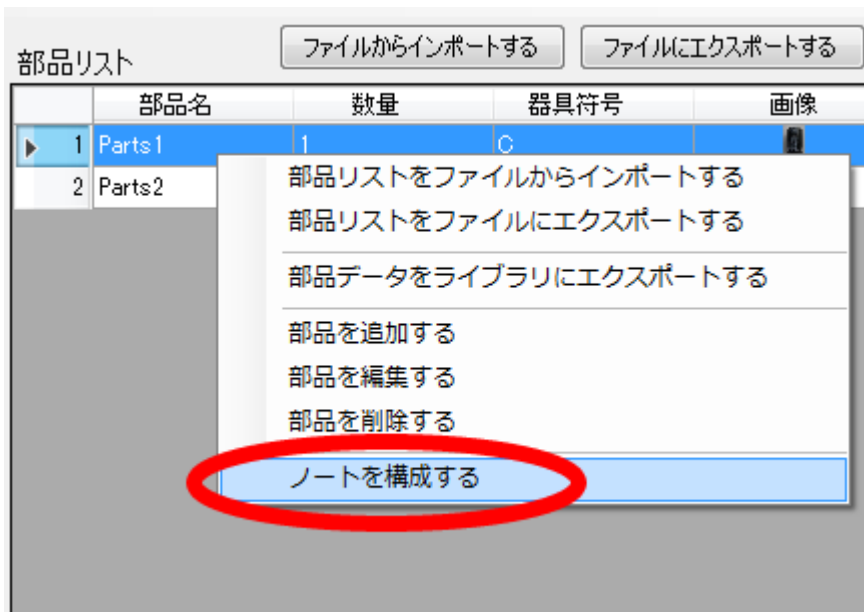 部品リスト ファイルからインポートする ファイルにエクスポートする
部品名 数量 器具符号 画像
1 Parts1 1 C
2 Parts2
部品リストをファイルからインポートする
部品リストをファイルにエクスポートする
部品データをライブラリにエクスポートする
部品を追加する
部品を編集する
部品を削除する
ノートを構成する